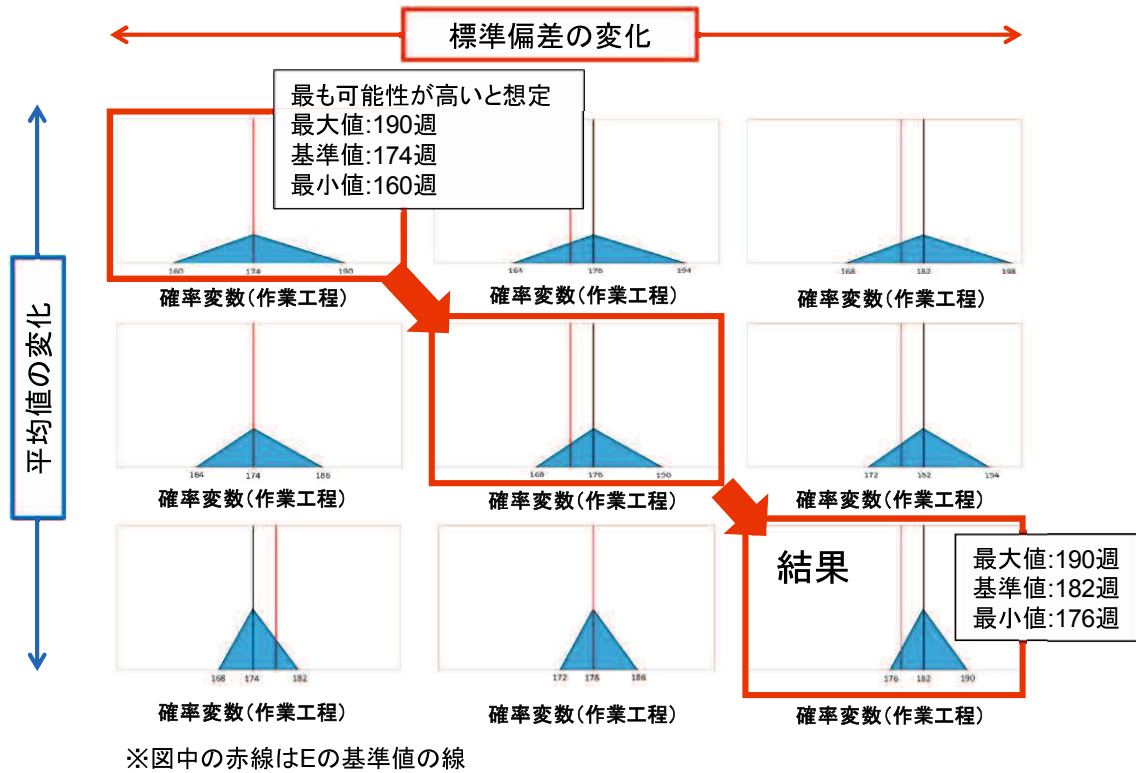 標準偏差の変化
最も可能性が高いと想定
最大値:190週
基準値:174週
最小値:160週
平均値の変化
160 174 190
164 178 194
168 182 198
確率変数(作業工程)
確率変数(作業工程)
確率変数(作業工程)
164 174 186
168 178 190
172 182 194
確率変数(作業工程)
確率変数(作業工程)
確率変数(作業工程)
結果
最大値:190週
基準値:182週
最小値:176週
168 174 182
172 178 186
176 182 190
確率変数(作業工程)
確率変数(作業工程)
確率変数(作業工程)
※図中の赤線はEの基準値の線